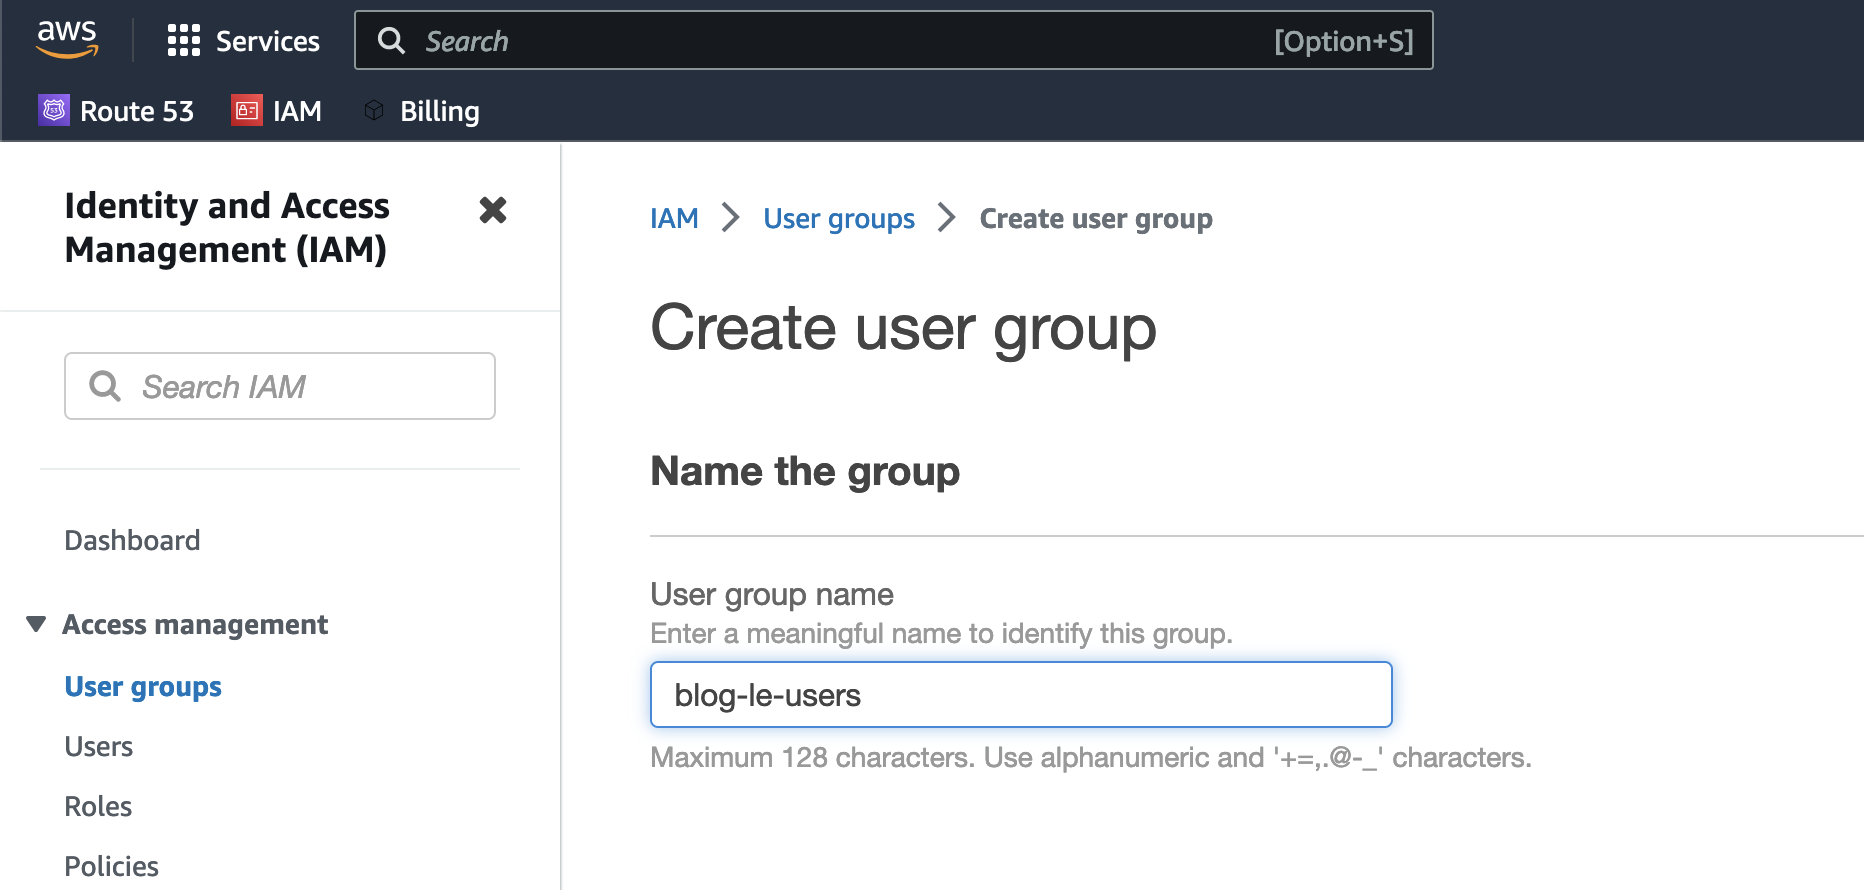 aws
Services
Search
[Option+S]
Route 53
IAM
Billing
Identity and Access
Management (IAM)
Search IAM
Dashboard
Access management
User groups
Users
Roles
Policies
IAM
User groups
Create user group
Create user group
Name the group
User group name
Enter a meaningful name to identify this group.
blog-le-users
Maximum 128 characters. Use alphanumeric and '+=,.@-_' characters.